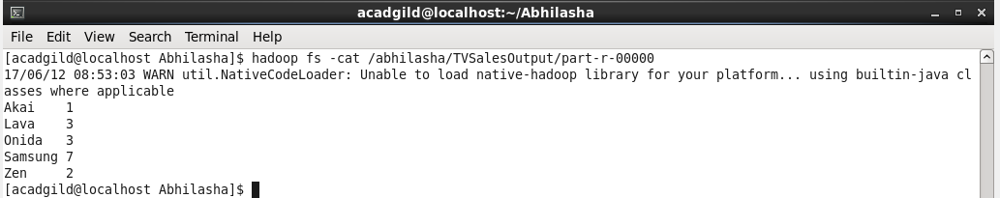 acadgild@localhost:~/Abhilasha
File Edit View Search Terminal Help
[acadgild@localhost Abhilasha]$ hadoop fs -cat /abhilasha/TVSalesOutput/part-r-00000
17/06/12 08:53:03 WARN util.NativeCodeLoader: Unable to load native-hadoop library for your platform... using builtin-java cl
asses where applicable
Akai    1
Lava    3
Onida   3
Samsung 7
Zen     2
[acadgild@localhost Abhilasha]$